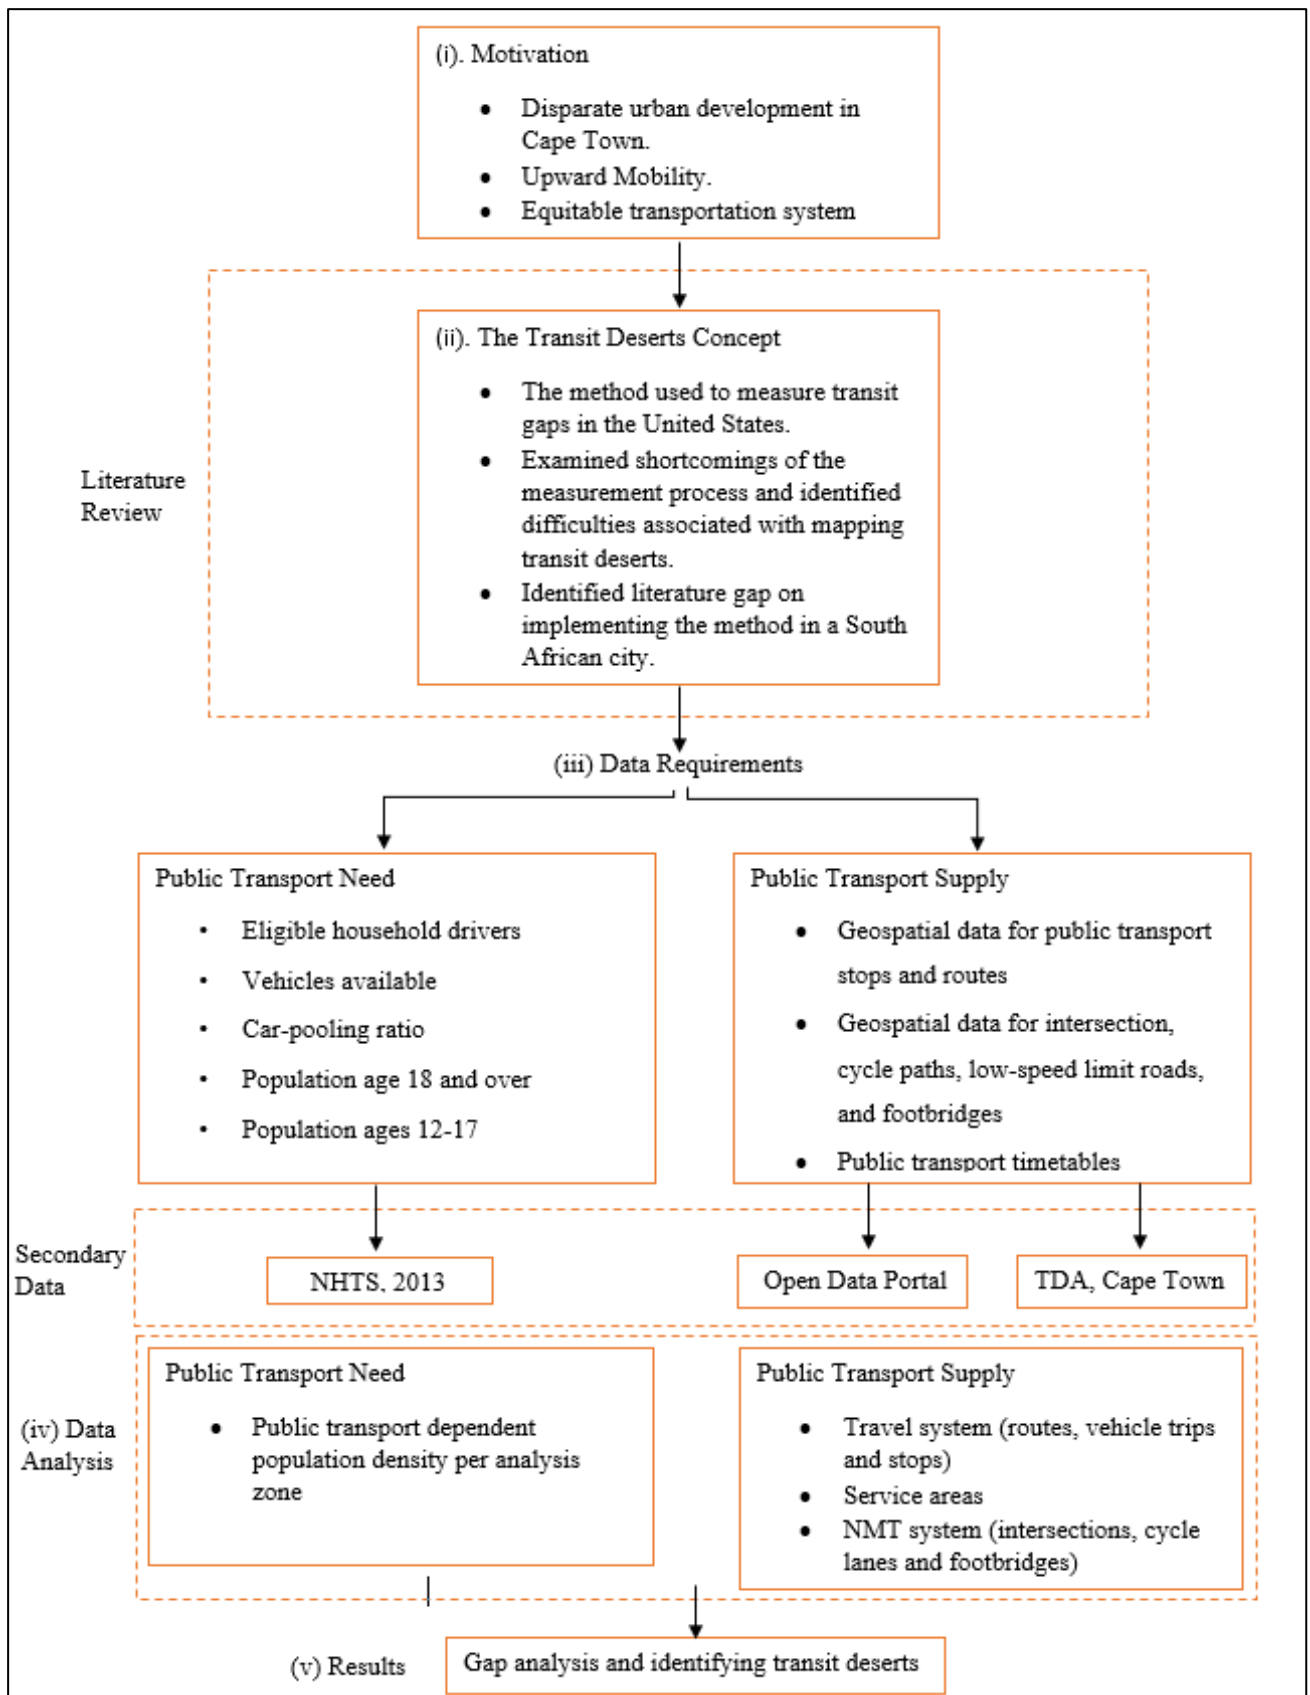 (i). Motivation
● Disparate urban development in
Cape Town.
● Upward Mobility.
● Equitable transportation system
Literature
Review
(ii). The Transit Deserts Concept
● The method used to measure transit
gaps in the United States.
● Examined shortcomings of the
measurement process and identified
difficulties associated with mapping
transit deserts.
● Identified literature gap on
implementing the method in a South
African city.
(iii) Data Requirements
Public Transport Need
• Eligible household drivers
• Vehicles available
• Car-pooling ratio
• Population age 18 and over
• Population ages 12-17
Public Transport Supply
● Geospatial data for public transport
stops and routes
● Geospatial data for intersection,
cycle paths, low-speed limit roads,
and footbridges
● Public transport timetables
Secondary
Data
NHTS, 2013
Open Data Portal
TDA, Cape Town
(iv) Data
Analysis
Public Transport Need
● Public transport dependent
population density per analysis
zone
Public Transport Supply
● Travel system (routes, vehicle trips
and stops)
● Service areas
● NMT system (intersections, cycle
lanes and footbridges)
(v) Results
Gap analysis and identifying transit deserts